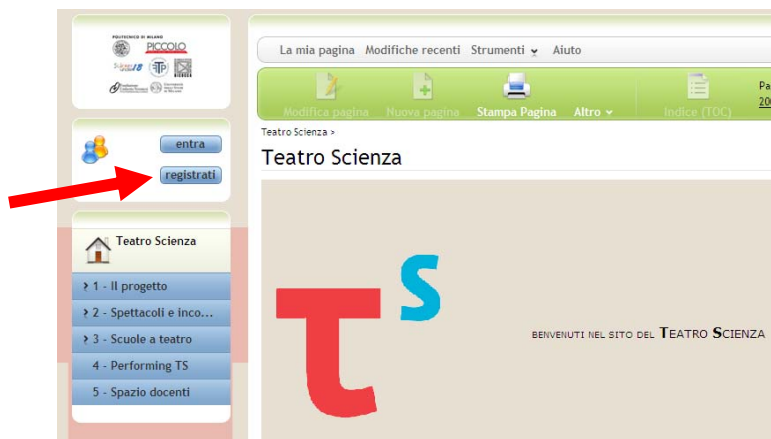 POLITECNICO DI MILANO
PICCOLO
La mia pagina Modifiche recenti Strumenti Aiuto
Modifica pagina Nuova pagina Stampa Pagina Altro Indice (TOC)
Pa
20
entra
registrati
Teatro Scienza >
Teatro Scienza
Teatro Scienza
1 - Il progetto
2 - Spettacoli e inco...
3 - Scuole a teatro
4 - Performing TS
5 - Spazio docenti
TS
BENVENUTI NEL SITO DEL TEATRO SCIENZA